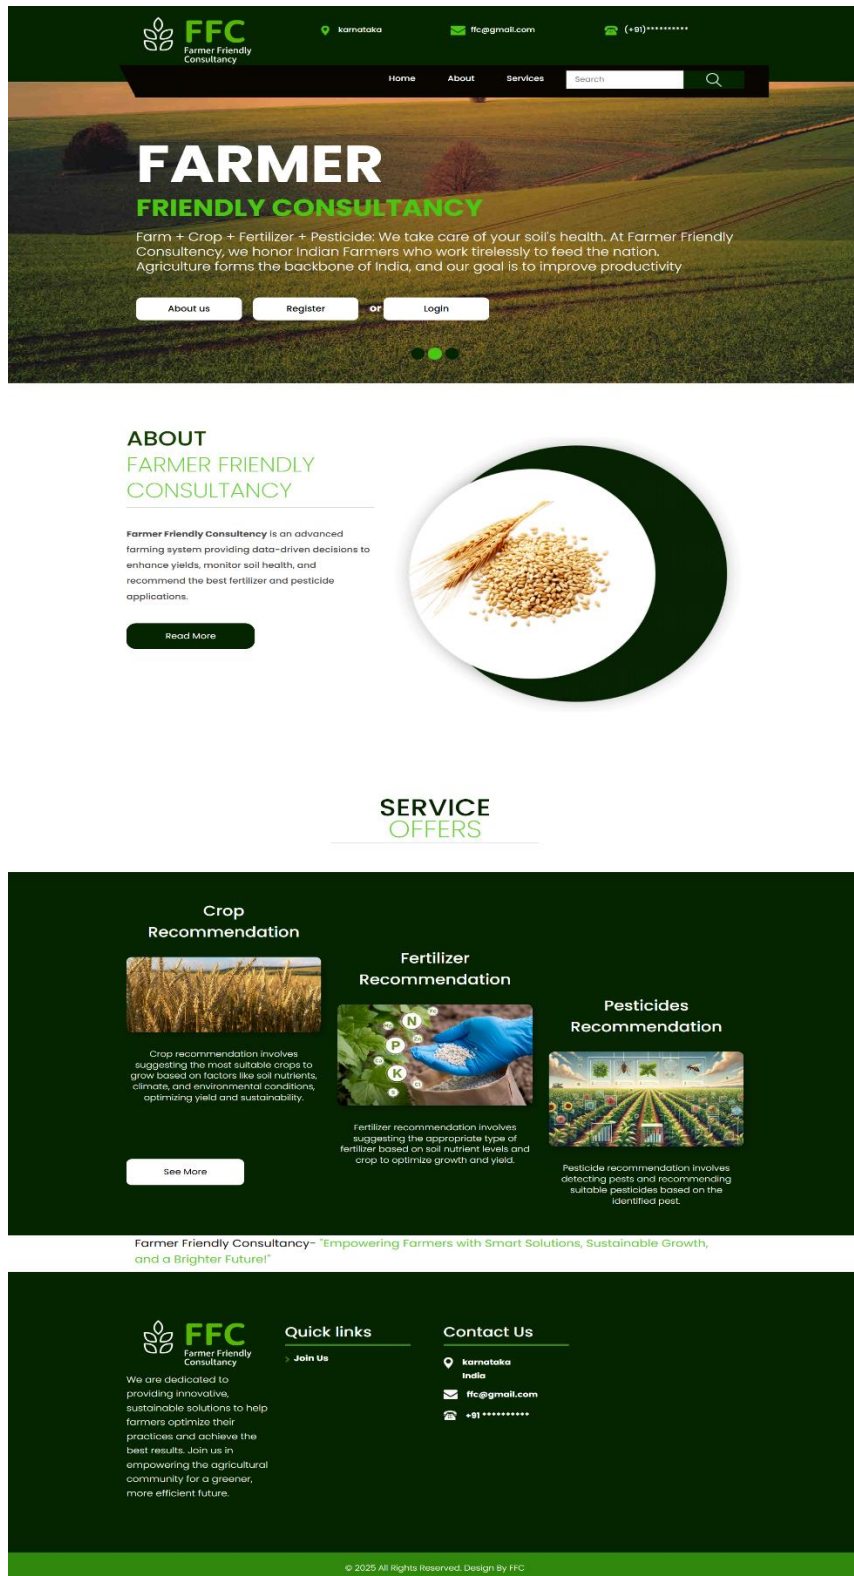 FFC
Farmer Friendly
Consultancy
karnataka
ffc@gmail.com
(+91)**********
Home
About
Services
Search
FARMER
FRIENDLY CONSULTANCY
Farm + Crop + Fertilizer + Pesticide: We take care of your soil's health. At Farmer Friendly
Consultency, we honor Indian Farmers who work tirelessly to feed the nation.
Agriculture forms the backbone of India, and our goal is to improve productivity
About us
Register
or
Login
ABOUT
FARMER FRIENDLY
CONSULTANCY
Farmer Friendly Consultency is an advanced
farming system providing data-driven decisions to
enhance yields, monitor soil health, and
recommend the best fertilizer and pesticide
applications.
Read More
SERVICE
OFFERS
Crop
Recommendation
Crop recommendation involves
suggesting the most suitable crops to
grow based on factors like soil nutrients,
climate, and environmental conditions,
optimizing yield and sustainability.
See More
Fertilizer
Recommendation
N
P
K
Fertilizer recommendation involves
suggesting the appropriate type of
fertilizer based on soil nutrient levels and
crop to optimize growth and yield.
Pesticides
Recommendation
Pesticide recommendation involves
detecting pests and recommending
suitable pesticides based on the
identified pest.
Farmer Friendly Consultancy- "Empowering Farmers with Smart Solutions, Sustainable Growth,
and a Brighter Future!"
FFC
Farmer Friendly
Consultancy
We are dedicated to
providing innovative,
sustainable solutions to help
farmers optimize their
practices and achieve the
best results. Join us in
empowering the agricultural
community for a greener,
more efficient future.
Quick links
> Join Us
Contact Us
karnataka
India
ffc@gmail.com
+91 **********
© 2025 All Rights Reserved. Design By FFC